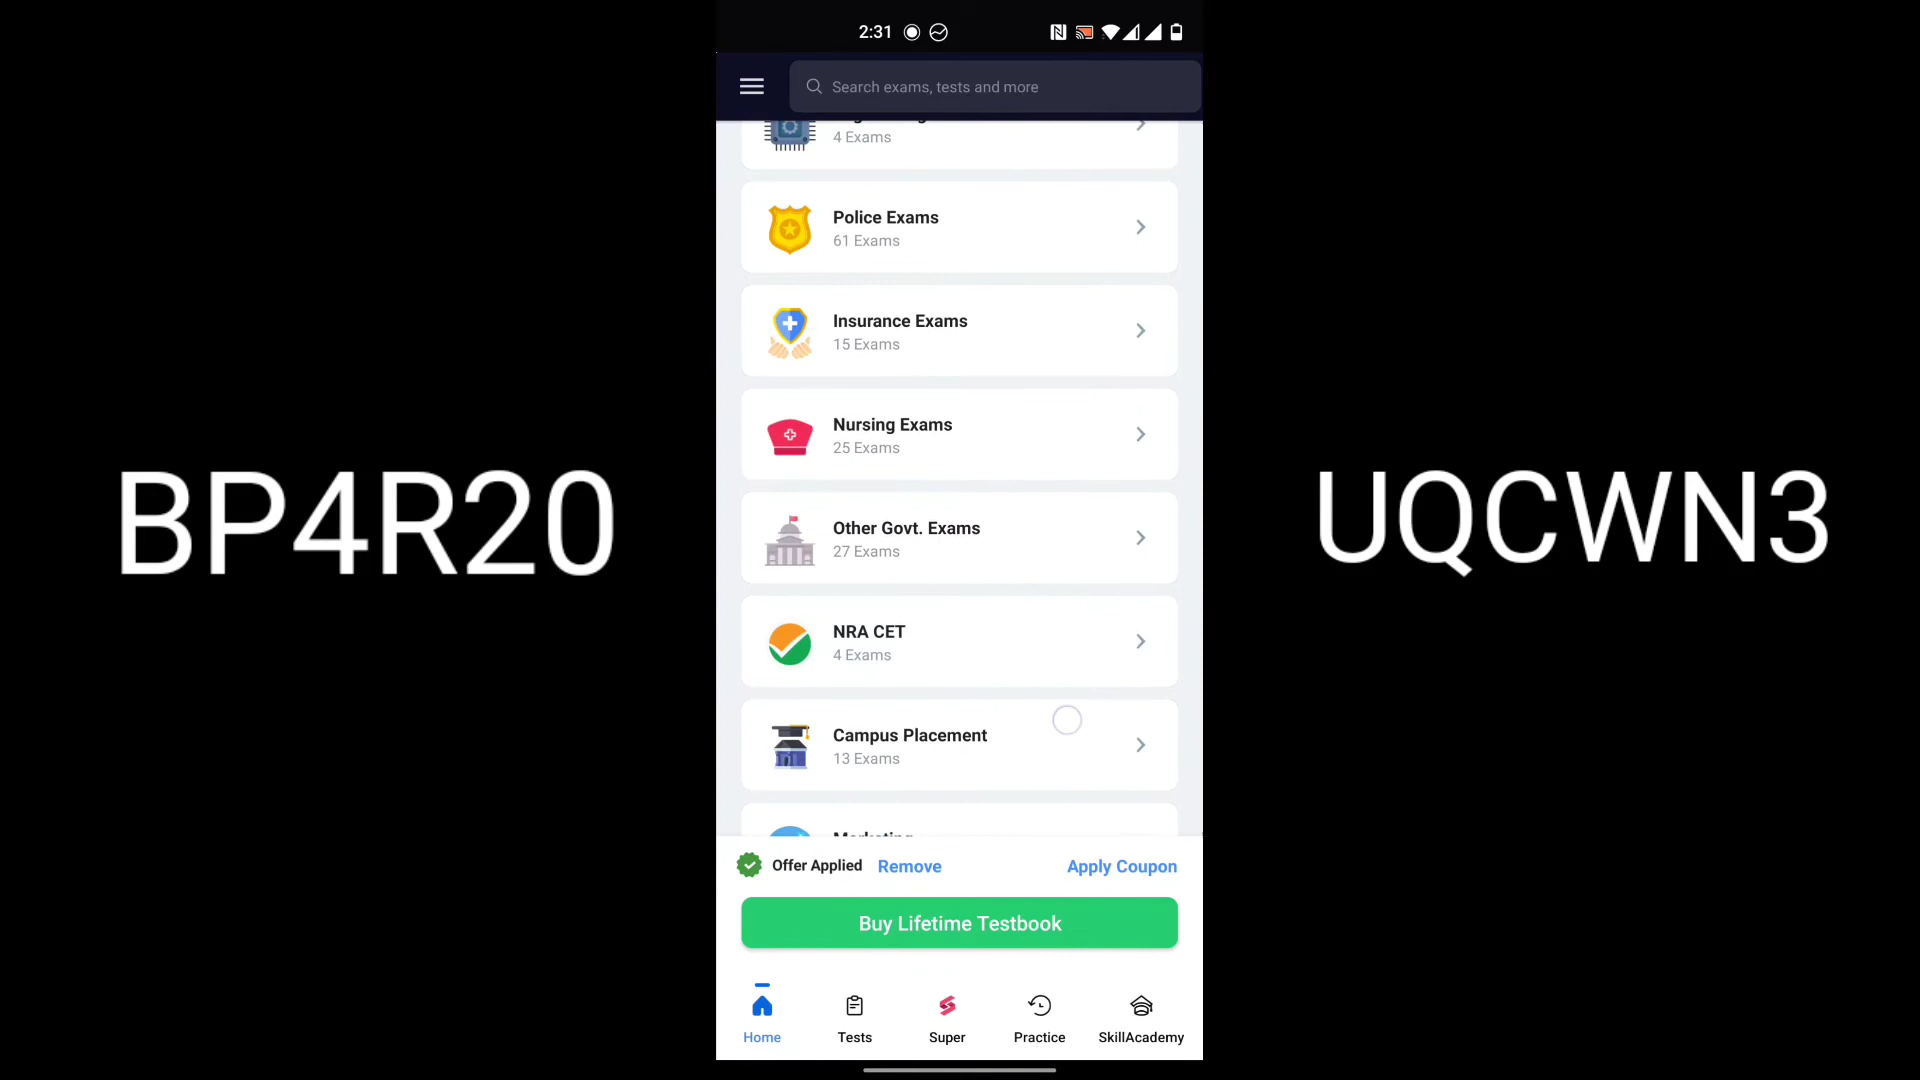 2:31
Search exams, tests and more
4 Exams
Police Exams
61 Exams
Insurance Exams
15 Exams
Nursing Exams
25 Exams
BP4R20
UQCWN3
Other Govt. Exams
27 Exams
NRA CET
4 Exams
Campus Placement
13 Exams
Offer Applied Remove Apply Coupon
Buy Lifetime Testbook
Home Tests Super Practice SkillAcademy